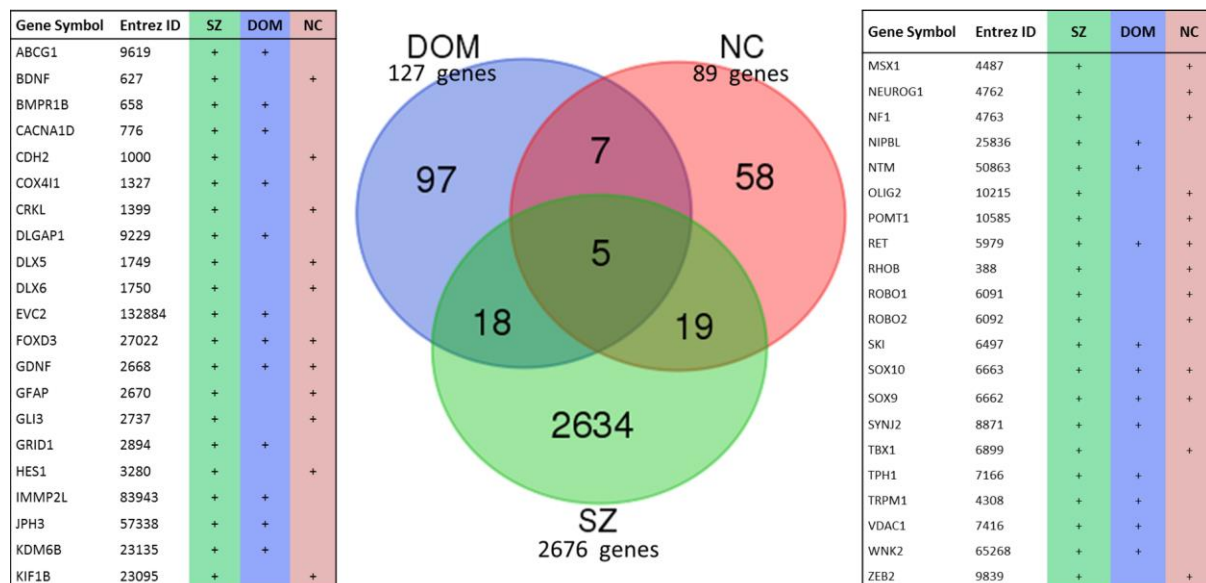 Gene Symbol Entrez ID SZ DOM NC
ABCG1 9619 + +
BDNF 627 + +
BMPR1B 658 + +
CACNA1D 776 + +
CDH2 1000 + +
COX4I1 1327 + +
CRKL 1399 + +
DLGAP1 9229 + +
DLX5 1749 + +
DLX6 1750 + +
EVC2 132884 + +
FOXD3 27022 + + +
GDNF 2668 + + +
GFAP 2670 + +
GLI3 2737 + +
GRID1 2894 + +
HES1 3280 + +
IMMP2L 83943 + +
JPH3 57338 + +
KDM6B 23135 + +
KIF1B 23095 + +
DOM
127 genes
NC
89 genes
97
7
58
5
18
19
2634
SZ
2676 genes
Gene Symbol Entrez ID SZ DOM NC
MSX1 4487 + +
NEUROG1 4762 + +
NF1 4763 + +
NIPBL 25836 + +
NTM 50863 + +
OLIG2 10215 + +
POMT1 10585 + +
RET 5979 + + +
RHOB 388 + +
ROBO1 6091 + +
ROBO2 6092 + +
SKI 6497 + +
SOX10 6663 + + +
SOX9 6662 + + +
SYNJ2 8871 + +
TBX1 6899 + +
TPH1 7166 + +
TRPM1 4308 + +
VDAC1 7416 + +
WNK2 65268 + +
ZEB2 9839 + +